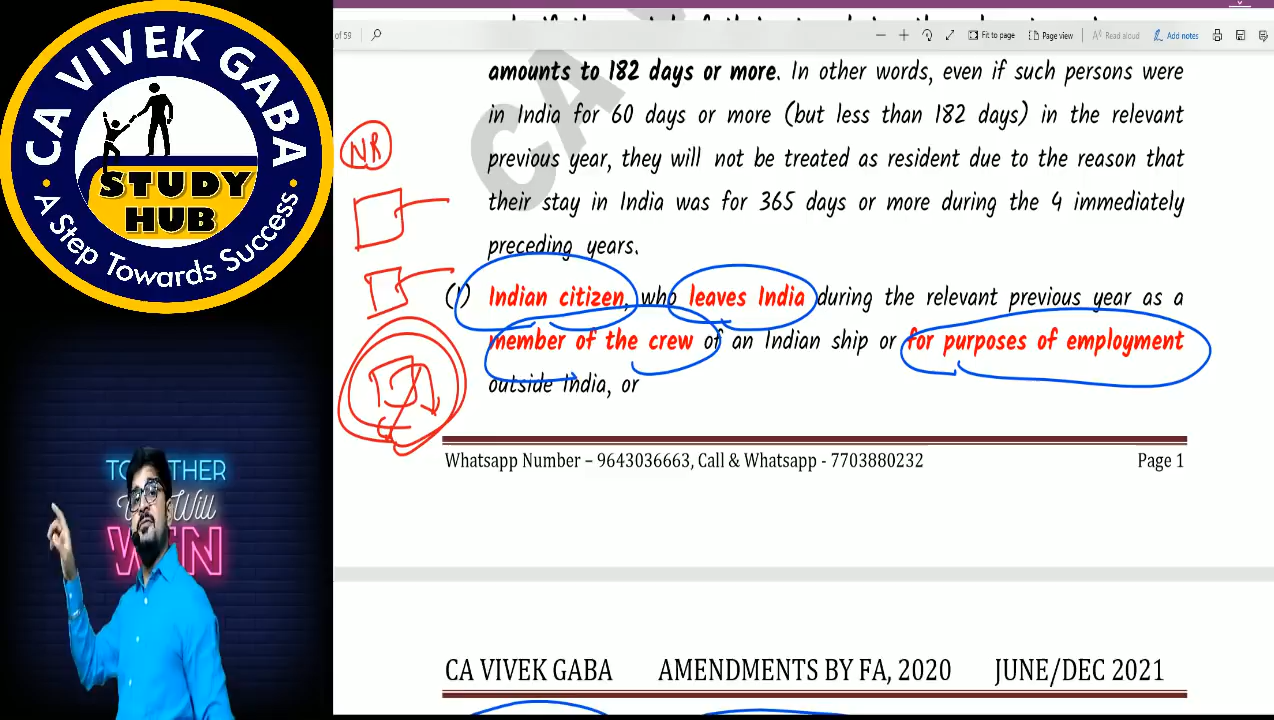 CA VIVEK GABA
STUDY
HUB
A Step Towards Success
TOGETHER
We Will
WIN
of 59
Fit to page
Page view
Read aloud
Add notes
amounts to 182 days or more. In other words, even if such persons were
in India for 60 days or more (but less than 182 days) in the relevant
previous year, they will not be treated as resident due to the reason that
their stay in India was for 365 days or more during the 4 immediately
preceding years.
NR
(1) Indian citizen, who leaves India during the relevant previous year as a
member of the crew of an Indian ship or for purposes of employment
outside India, or
Whatsapp Number – 9643036663, Call & Whatsapp - 7703880232 Page 1
CA VIVEK GABA AMENDMENTS BY FA, 2020 JUNE/DEC 2021